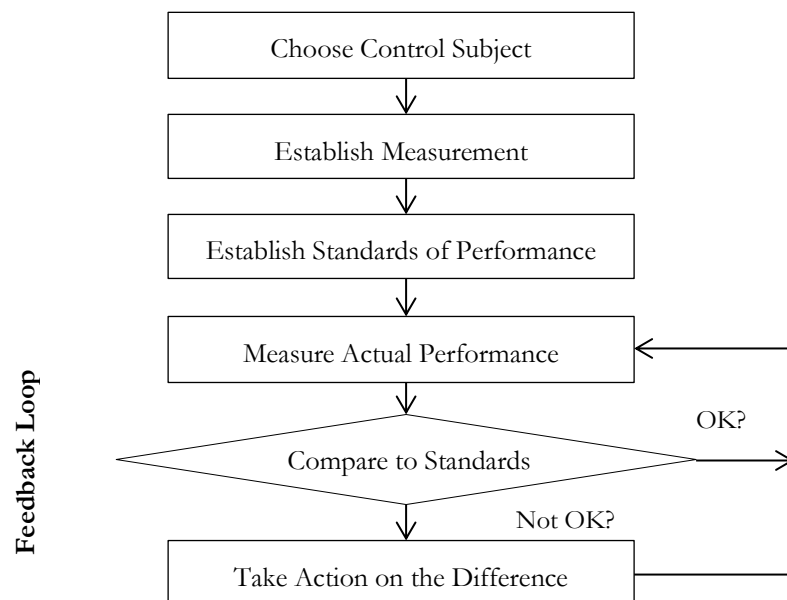 Choose Control Subject
Establish Measurement
Establish Standards of Performance
Measure Actual Performance
Feedback Loop
OK?
Compare to Standards
Not OK?
Take Action on the Difference